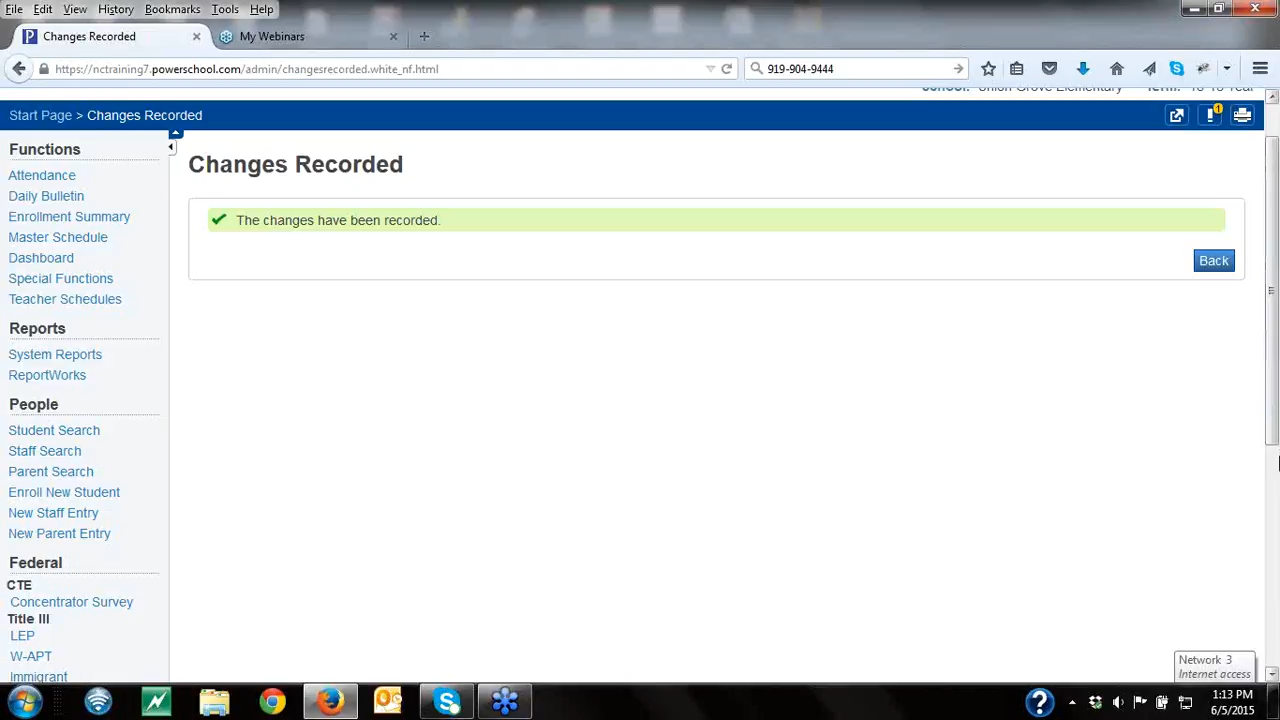 File Edit View History Bookmarks Tools Help
Changes Recorded
My Webinars
https://nctraining7.powerschool.com/admin/changesrecorded.white_nf.html
919-904-9444
School: Union Grove Elementary Term: 15-16 Year
Start Page > Changes Recorded
1
Functions
Attendance
Daily Bulletin
Enrollment Summary
Master Schedule
Dashboard
Special Functions
Teacher Schedules
Reports
System Reports
ReportWorks
People
Student Search
Staff Search
Parent Search
Enroll New Student
New Staff Entry
New Parent Entry
Federal
CTE
Concentrator Survey
Title III
LEP
W-APT
Immigrant
Changes Recorded
The changes have been recorded.
Back
Network 3
Internet access
1:13 PM
6/5/2015